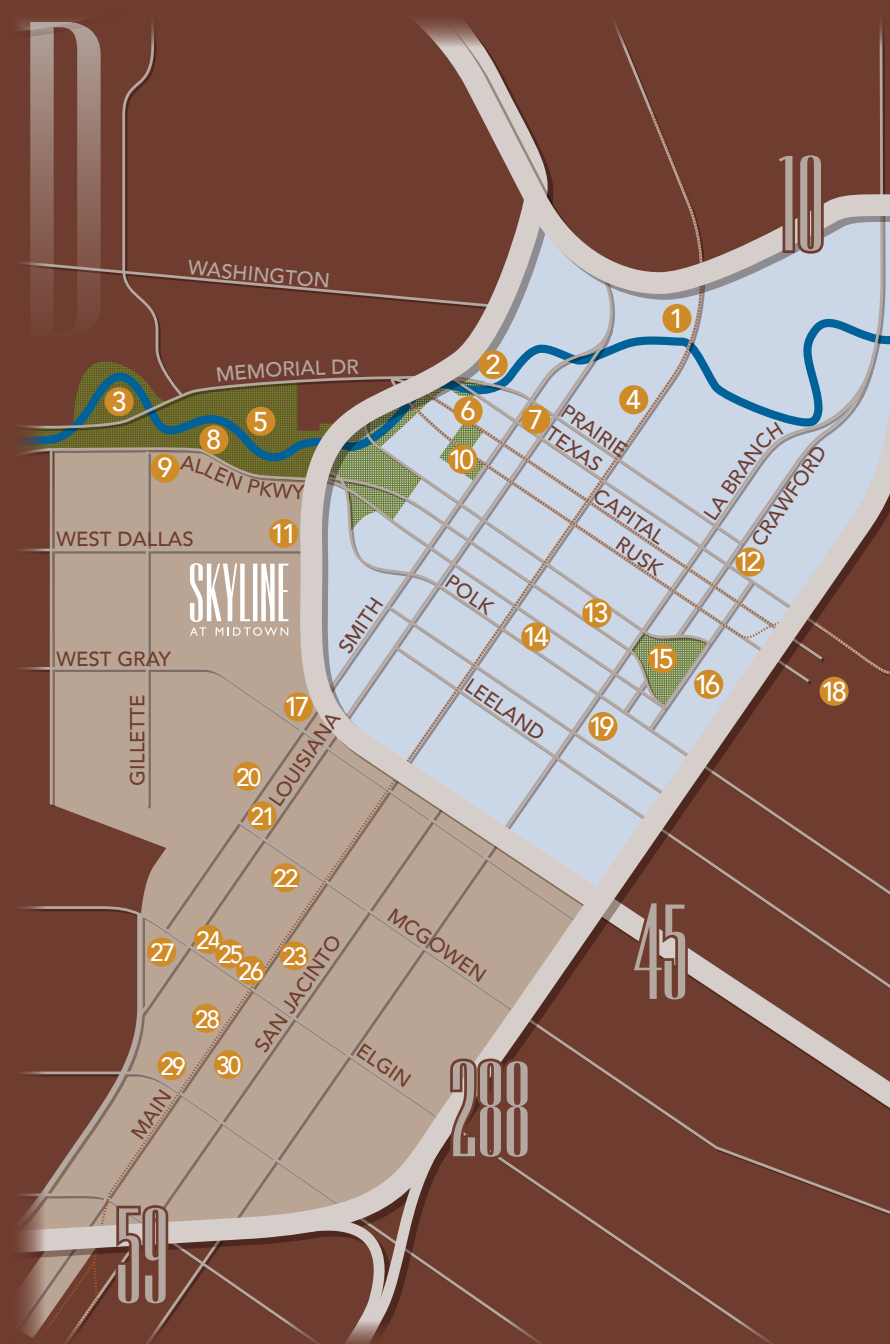 D
10
WASHINGTON
1
MEMORIAL DR
2
3
4
5
6
7
PRAIRIE
8
TEXAS
9
ALLEN PKWY
10
LA BRANCH
CRAWFORD
CAPITAL
RUSK
11
WEST DALLAS
12
SKYLINE
AT MIDTOWN
SMITH
POLK
13
14
WEST GRAY
15
16
17
18
LEELAND
19
GILLETTE
LOUISIANA
20
21
22
MCGOWEN
45
27
24
25
26
23
SAN JACINTO
28
29
30
ELGIN
288
MAIN
59